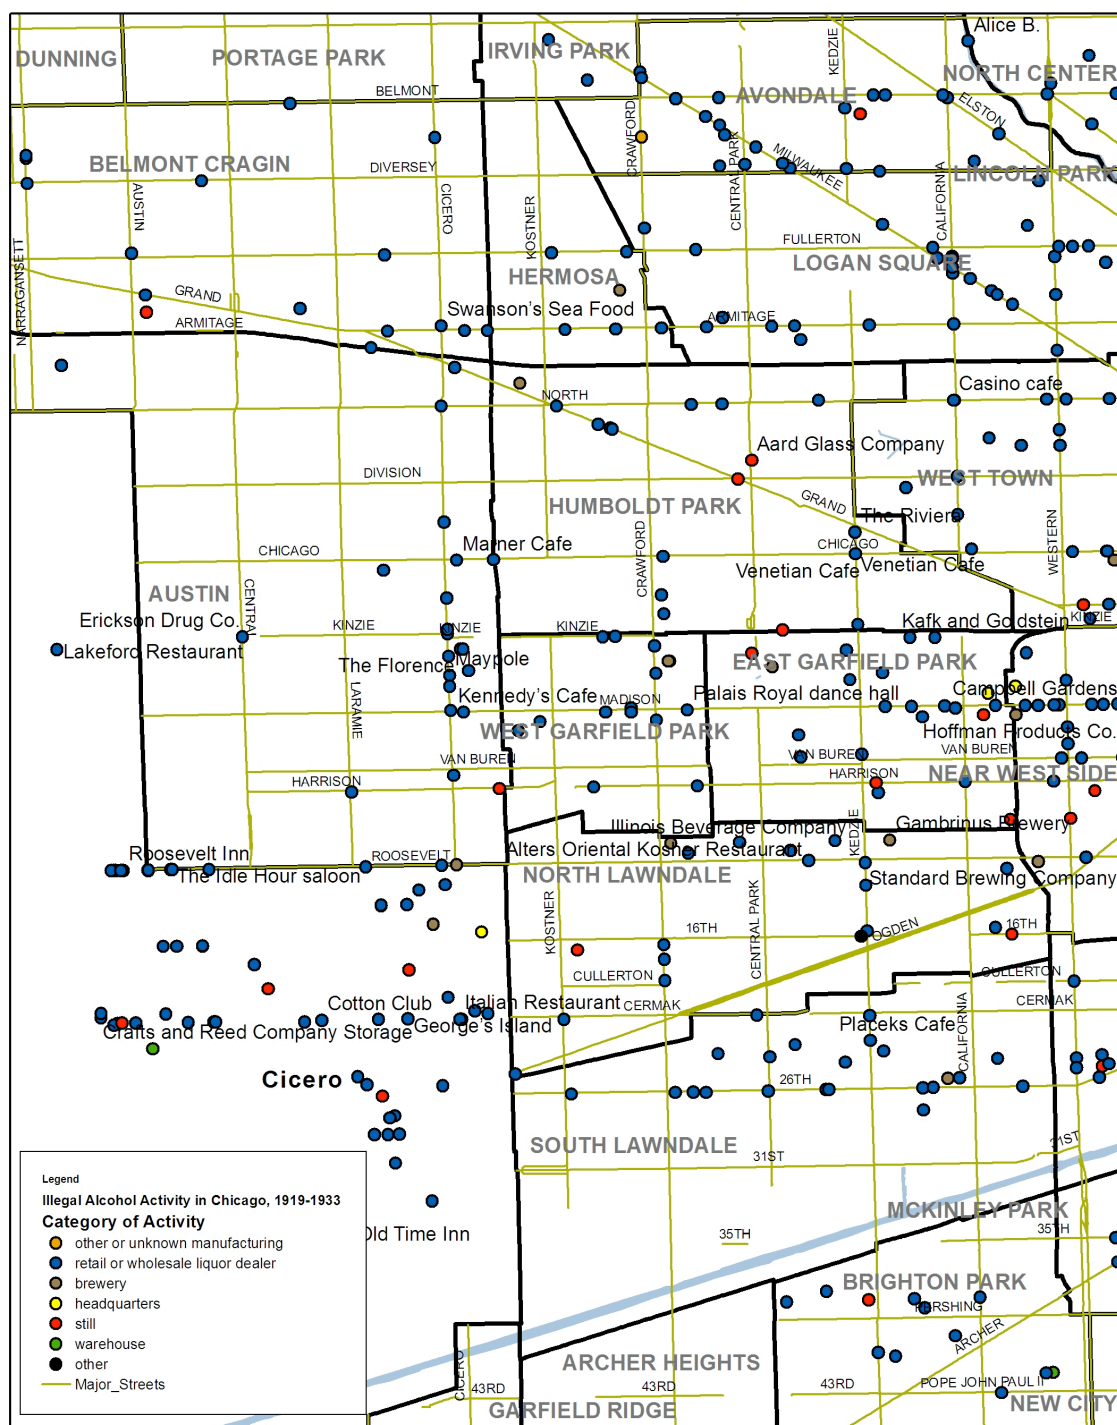 Alice B.
DUNNING
PORTAGE PARK
IRVING PARK
KEDZIE
NORTH CENTER
BELMONT
AVONDALE
ELSTON
CRAWFORD
BELMONT CRAGIN
DIVERSEY
CENTRAL PARK
MILWAUKEE
LINCOLN PARK
AUSTIN
CICERO
KOSTNER
CALIFORNIA
FULLERTON
NARRAGANSETT
HERMOSA
LOGAN SQUARE
GRAND
Swanson's Sea Food
ARMITAGE
ARMITAGE
Casino cafe
NORTH
Aard Glass Company
DIVISION
WEST TOWN
HUMBOLDT PARK
GRAND
The Riviera
CRAWFORD
WESTERN
CHICAGO
Marner Cafe
CHICAGO
Venetian Cafe
Venetian Cafe
AUSTIN
CENTRAL
Erickson Drug Co.
KINZIE
KINZIE
KINZIE
Kafk and Goldstein
KINZIE
Lakeford Restaurant
The Florence
Maypole
EAST GARFIELD PARK
LARAMIE
Kennedy's Cafe
MADISON
Palais Royal dance hall
Campbell Gardens
WEST GARFIELD PARK
Hoffman Products Co.
VAN BUREN
VAN BUREN
VAN BUREN
HARRISON
HARRISON
NEAR WEST SIDE
Illinois Beverage Company
KEDZIE
Gambrinus Brewery
Roosevelt Inn
ROOSEVELT
Alters Oriental Kosher Restaurant
The Idle Hour saloon
NORTH LAWNDALE
Standard Brewing Company
KOSTNER
CENTRAL PARK
16TH
OGDEN
16TH
CULLERTON
CULLERTON
Cotton Club
Italian Restaurant
CERMAK
CERMAK
Crafts and Reed Company Storage
George's Island
Placeks Cafe
CALIFORNIA
Cicero
26TH
SOUTH LAWNDALE
31ST
31ST
MCKINLEY PARK
Old Time Inn
35TH
35TH
BRIGHTON PARK
PERSHING
ARCHER
ARCHER HEIGHTS
CICERO
43RD
43RD
43RD
POPE JOHN PAUL II
GARFIELD RIDGE
NEW CITY
Legend
Illegal Alcohol Activity in Chicago, 1919-1933
Category of Activity
other or unknown manufacturing
retail or wholesale liquor dealer
brewery
headquarters
still
warehouse
other
Major_Streets